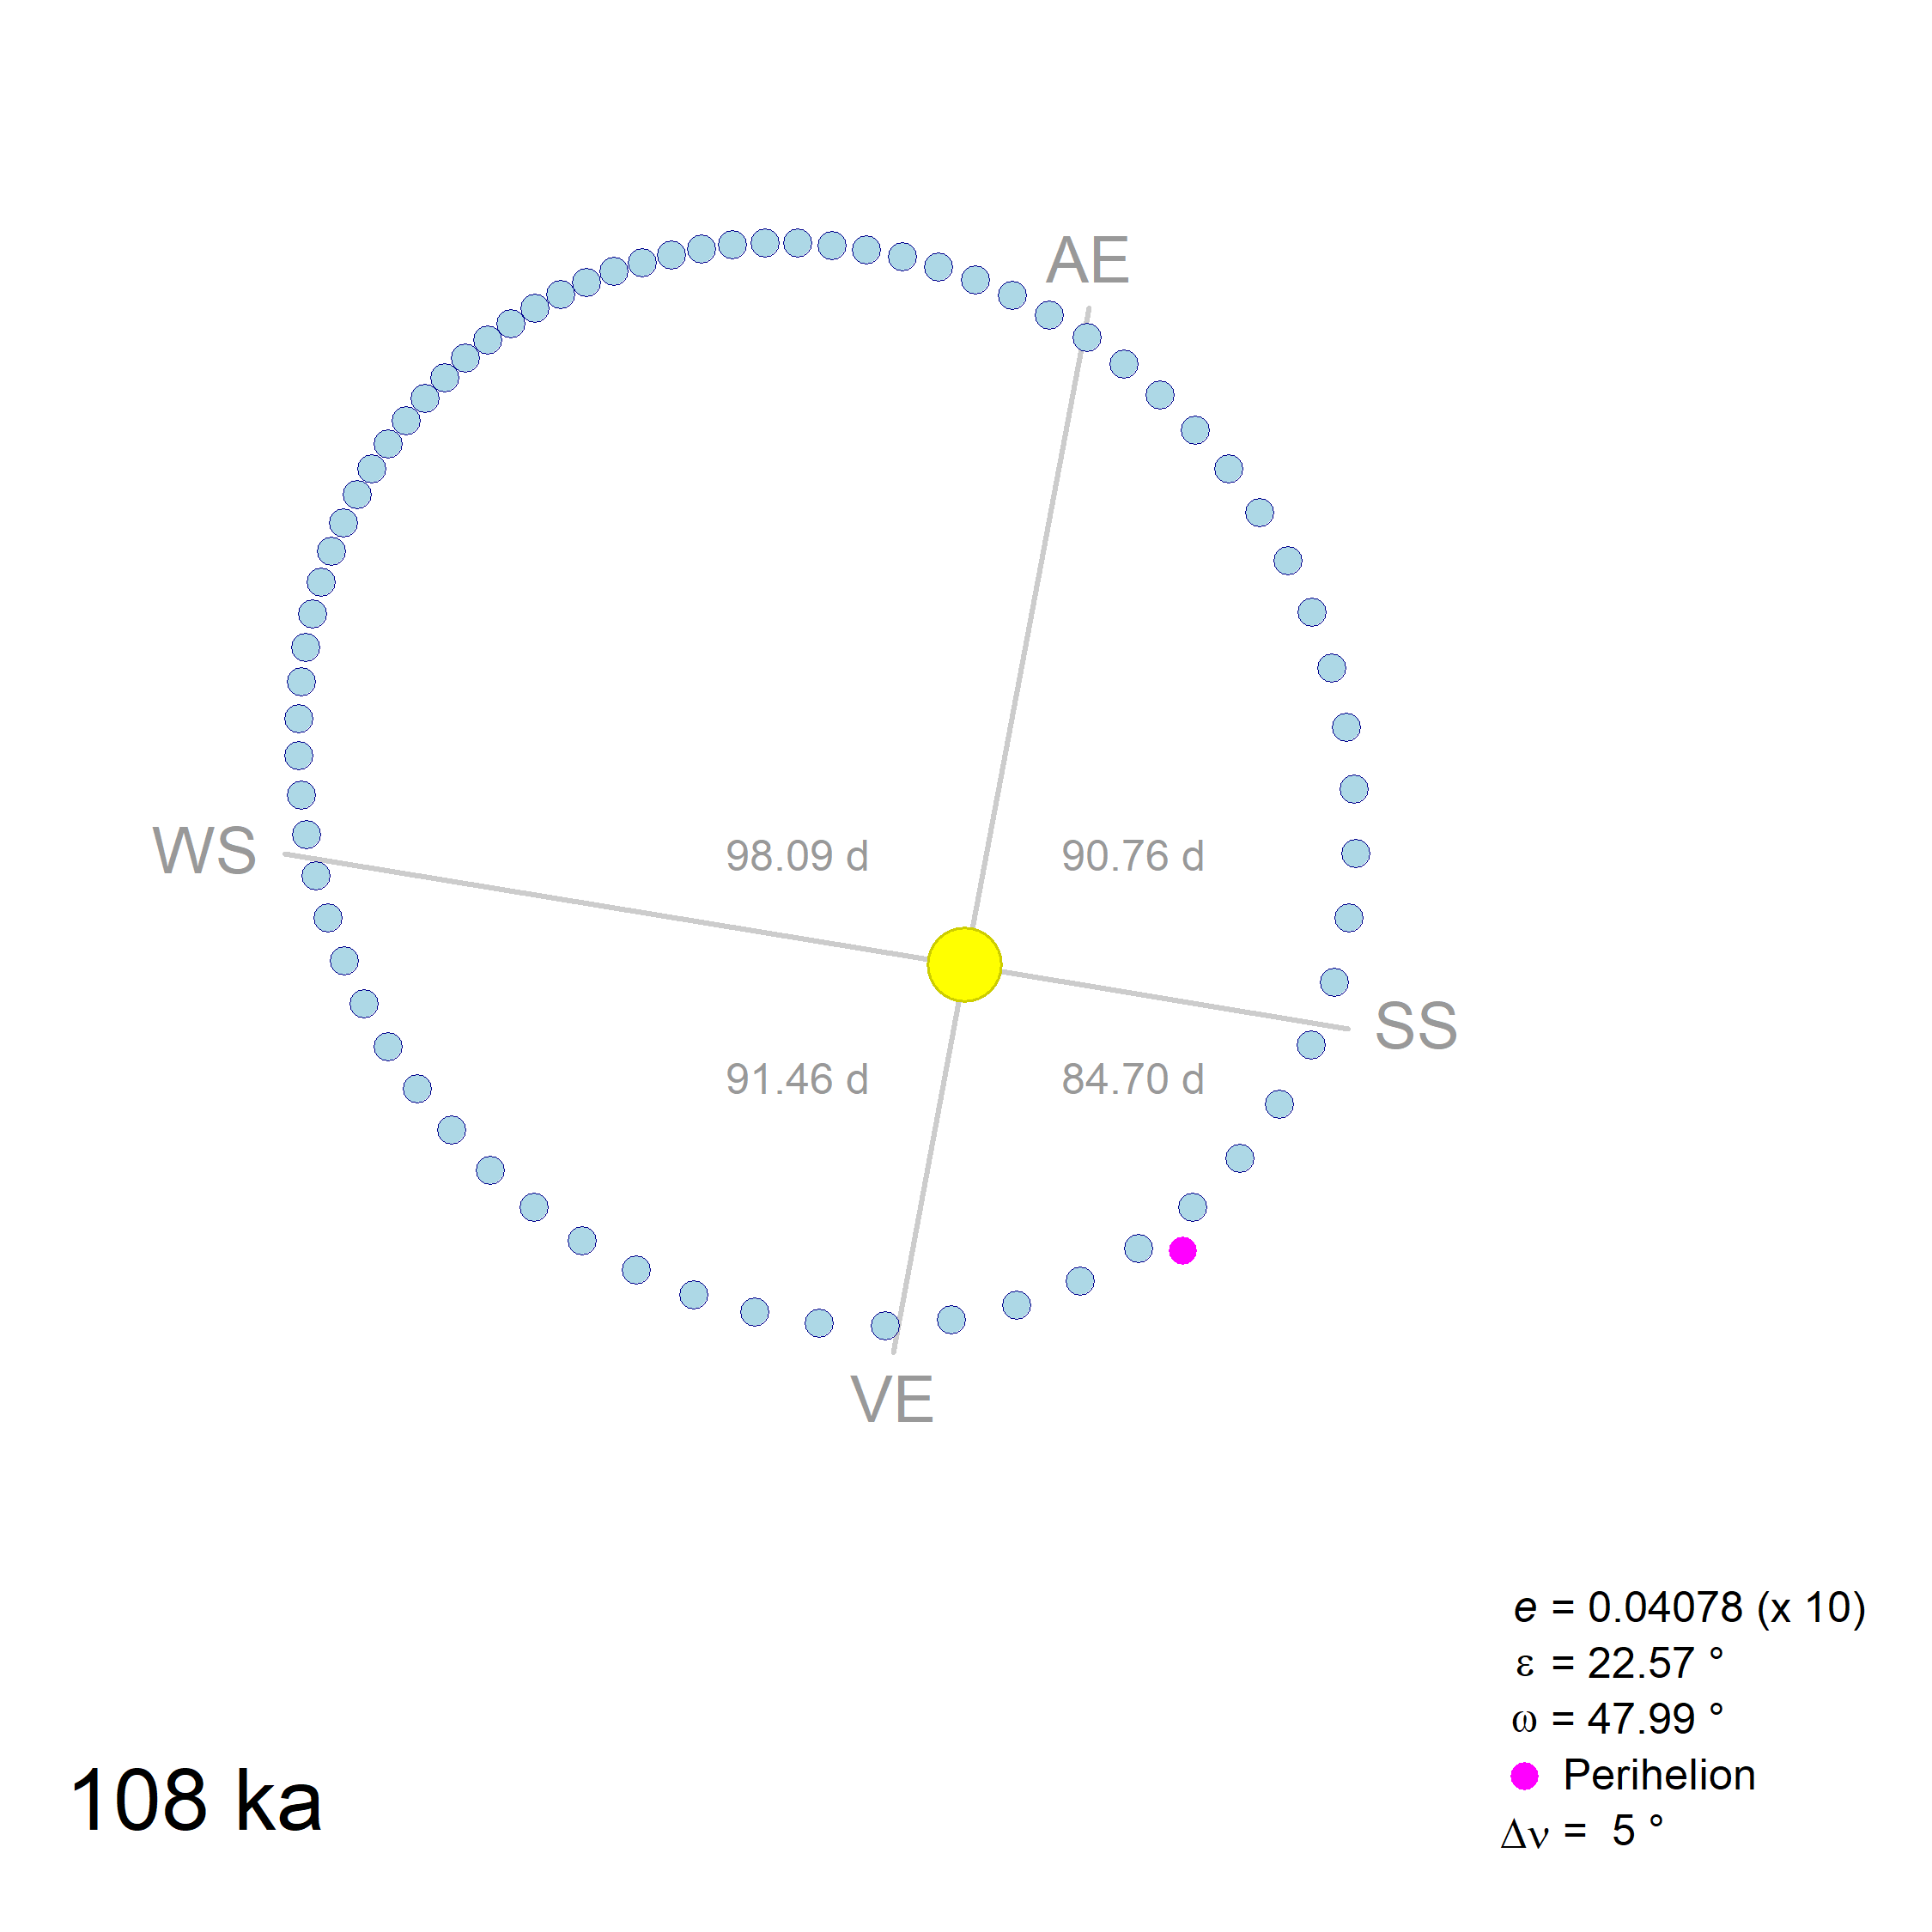 AE
WS
98.09 d
90.76 d
SS
91.46 d
84.70 d
VE
e = 0.04078 (x 10)
ε = 22.57 °
ω = 47.99 °
Perihelion
Δν = 5 °
108 ka